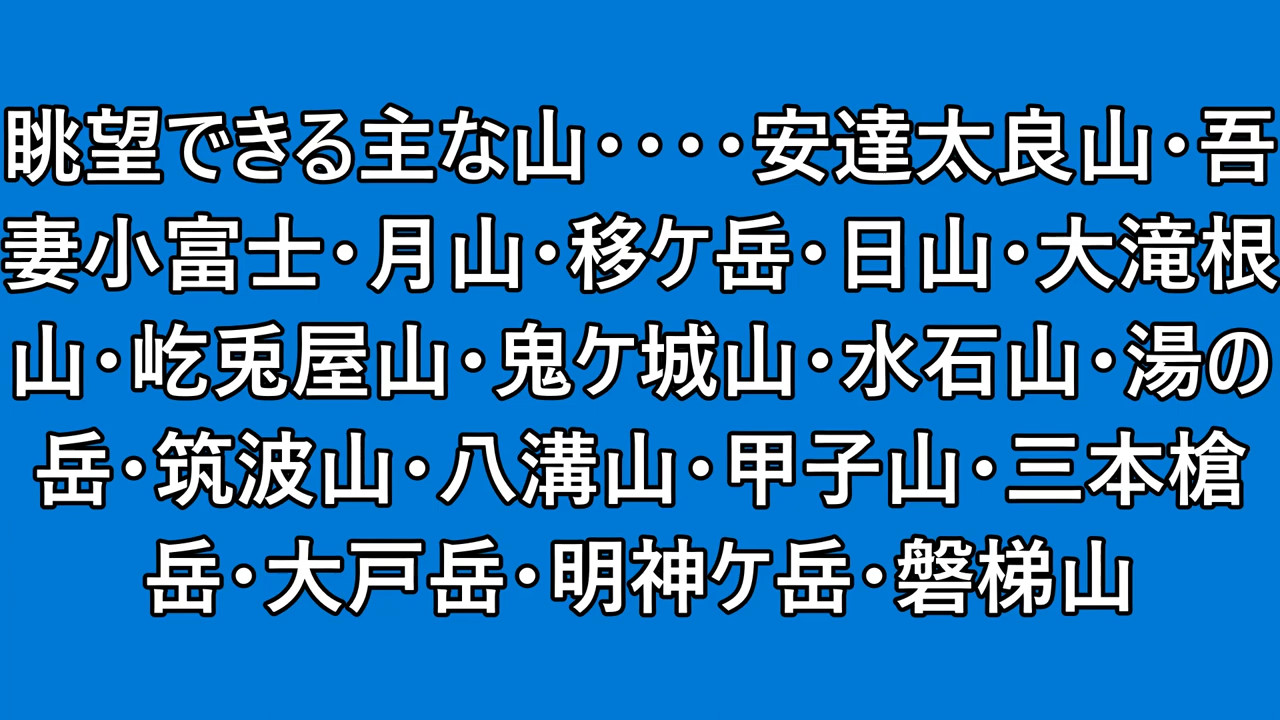 眺望できる主な山････安達太良山･吾
妻小富士･月山･移ケ岳･日山･大滝根
山･屹兎屋山･鬼ケ城山･水石山･湯の
岳･筑波山･八溝山･甲子山･三本槍
岳･大戸岳･明神ケ岳･磐梯山